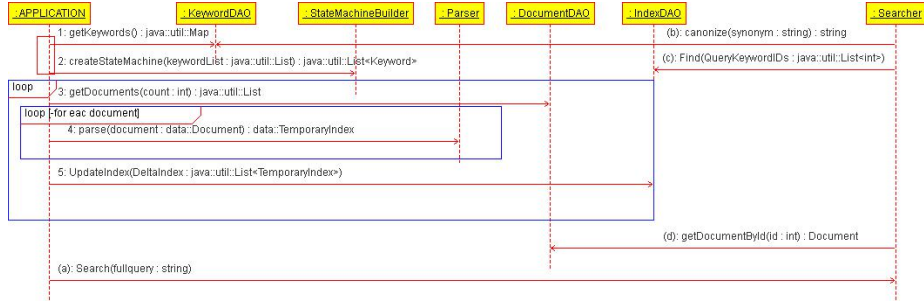 : APPLICATION
: KeywordDAO
: StateMachineBuilder
: Parser
: DocumentDAO
: IndexDAO
: Searcher
1: getKeywords() : java::util::Map
(b): canonize(synonym : string) : string
2: createStateMachine(keywordList : java::util::List) : java::util::List<Keyword>
(c): Find(QueryKeywordIDs : java::util::List<int>)
loop
3: getDocuments(count : int) : java::util::List
loop [-for eac document]
4: parse(document : data::Document) : data::TemporaryIndex
5: UpdateIndex(DeltaIndex : java::util::List<TemporaryIndex>)
(d): getDocumentById(id : int) : Document
(a): Search(fullquery : string)